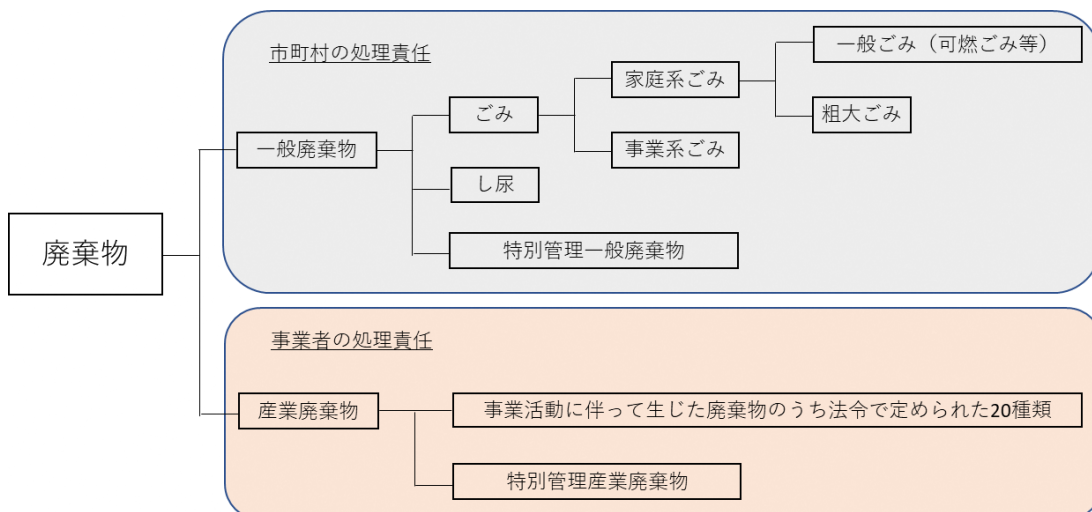 市町村の処理責任
一般ごみ（可燃ごみ等）
家庭系ごみ
粗大ごみ
ごみ
事業系ごみ
一般廃棄物
し尿
特別管理一般廃棄物
廃棄物
事業者の処理責任
産業廃棄物
事業活動に伴って生じた廃棄物のうち法令で定められた20種類
特別管理産業廃棄物